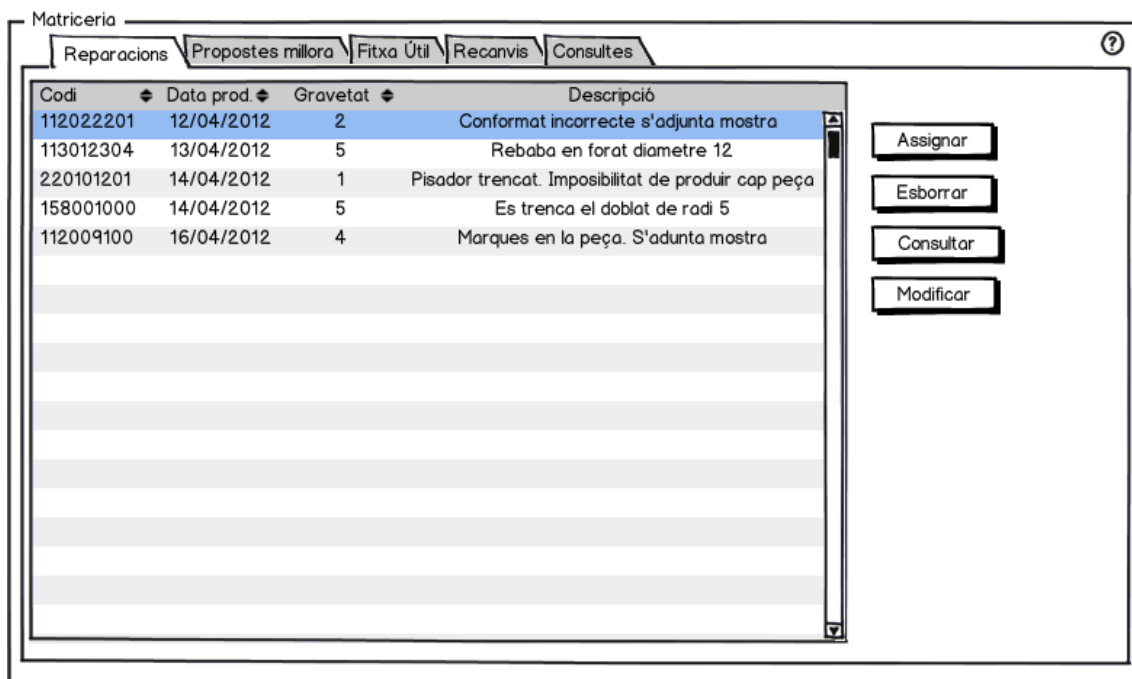 Matriceria
Reparacions Propostes millora Fitxa Útil Recanvis Consultes ?
Codi Data prod. Gravetat Descripció
112022201 12/04/2012 2 Conformat incorrecte s'adjunta mostra
113012304 13/04/2012 5 Rebaba en forat diametre 12
220101201 14/04/2012 1 Pisador trencat. Imposibilitat de produir cap peça
158001000 14/04/2012 5 Es trenca el doblat de radi 5
112009100 16/04/2012 4 Marques en la peça. S'adunta mostra
Assignar
Esborrar
Consultar
Modificar